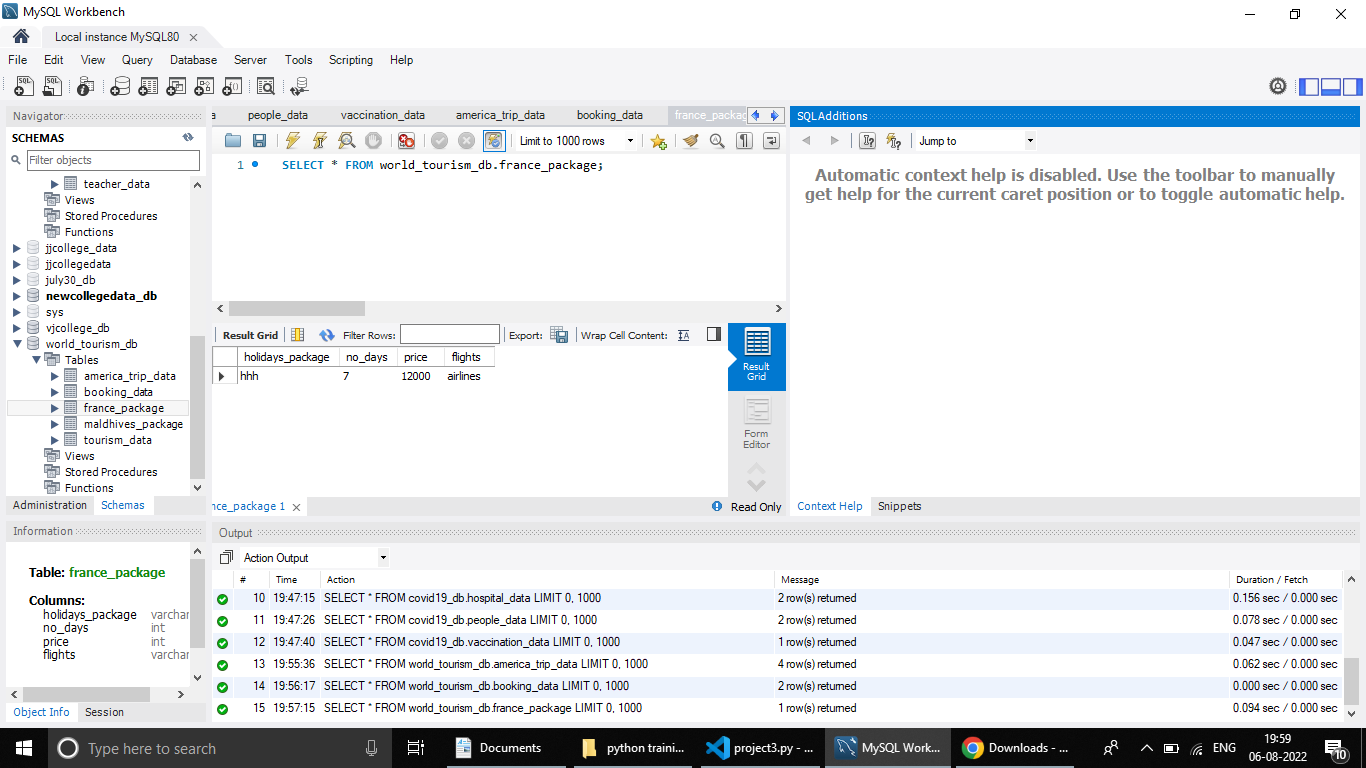 MySQL Workbench
Local instance MySQL80
File Edit View Query Database Server Tools Scripting Help
Navigator
SCHEMAS
Filter objects
teacher_data
Views
Stored Procedures
Functions
jjcollege_data
jjcollegedata
july30_db
newcollegedata_db
sys
vjcollege_db
world_tourism_db
Tables
america_trip_data
booking_data
france_package
maldhives_package
tourism_data
Views
Stored Procedures
Functions
Administration Schemas
Information
Table: france_package
Columns:
holidays_package varchar
no_days int
price int
flights varchar
Object Info Session
a people_data vaccination_data america_trip_data booking_data france_package
Limit to 1000 rows
1 SELECT * FROM world_tourism_db.france_package;
Result Grid Filter Rows: Export: Wrap Cell Content:
holidays_package no_days price flights
hhh 7 12000 airlines
Result
Grid
Form
Editor
nce_package 1 Read Only
SQLAdditions
Jump to
Automatic context help is disabled. Use the toolbar to manually
get help for the current caret position or to toggle automatic help.
Context Help Snippets
Output
Action Output
# Time Action Message Duration / Fetch
10 19:47:15 SELECT * FROM covid19_db.hospital_data LIMIT 0, 1000 2 row(s) returned 0.156 sec / 0.000 sec
11 19:47:26 SELECT * FROM covid19_db.people_data LIMIT 0, 1000 2 row(s) returned 0.078 sec / 0.000 sec
12 19:47:40 SELECT * FROM covid19_db.vaccination_data LIMIT 0, 1000 1 row(s) returned 0.047 sec / 0.000 sec
13 19:55:36 SELECT * FROM world_tourism_db.america_trip_data LIMIT 0, 1000 4 row(s) returned 0.062 sec / 0.000 sec
14 19:56:17 SELECT * FROM world_tourism_db.booking_data LIMIT 0, 1000 2 row(s) returned 0.000 sec / 0.000 sec
15 19:57:15 SELECT * FROM world_tourism_db.france_package LIMIT 0, 1000 1 row(s) returned 0.094 sec / 0.000 sec
Type here to search
Documents
python traini...
project3.py - ...
MySQL Work...
Downloads - ...
ENG
19:59
06-08-2022
10